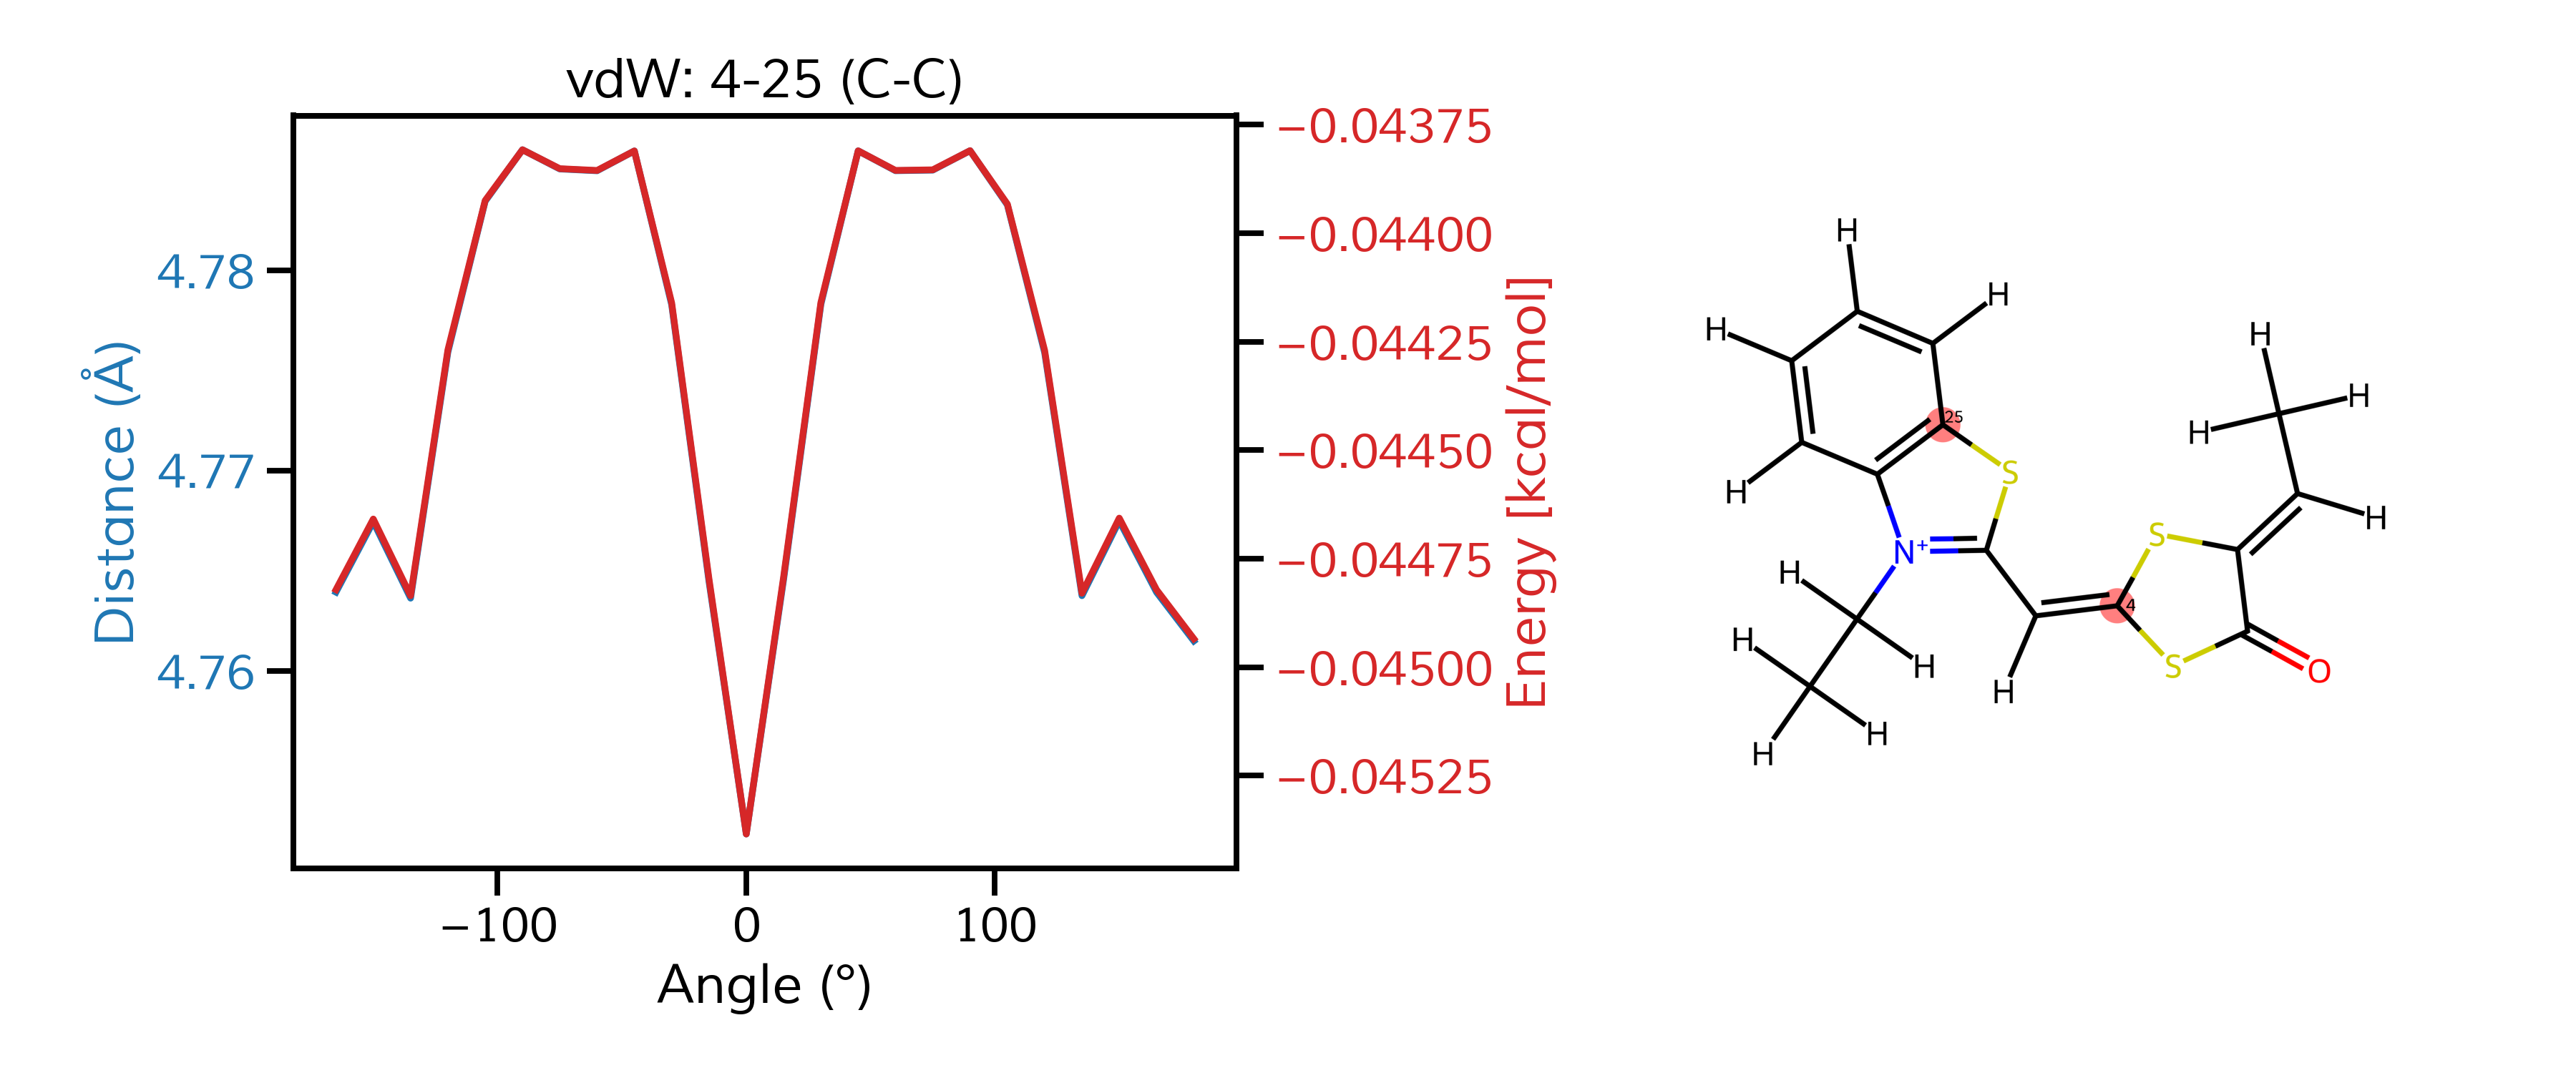 vdW: 4-25 (C-C)
4.78
4.77
4.76
Distance (Å)
−0.04375
−0.04400
−0.04425
−0.04450
−0.04475
−0.04500
−0.04525
Energy [kcal/mol]
−100 0 100
Angle (°)
H
H
H
H
H
H
H
25
S
H
H
S
N+
H
4
H
H
S
O
H
H
H